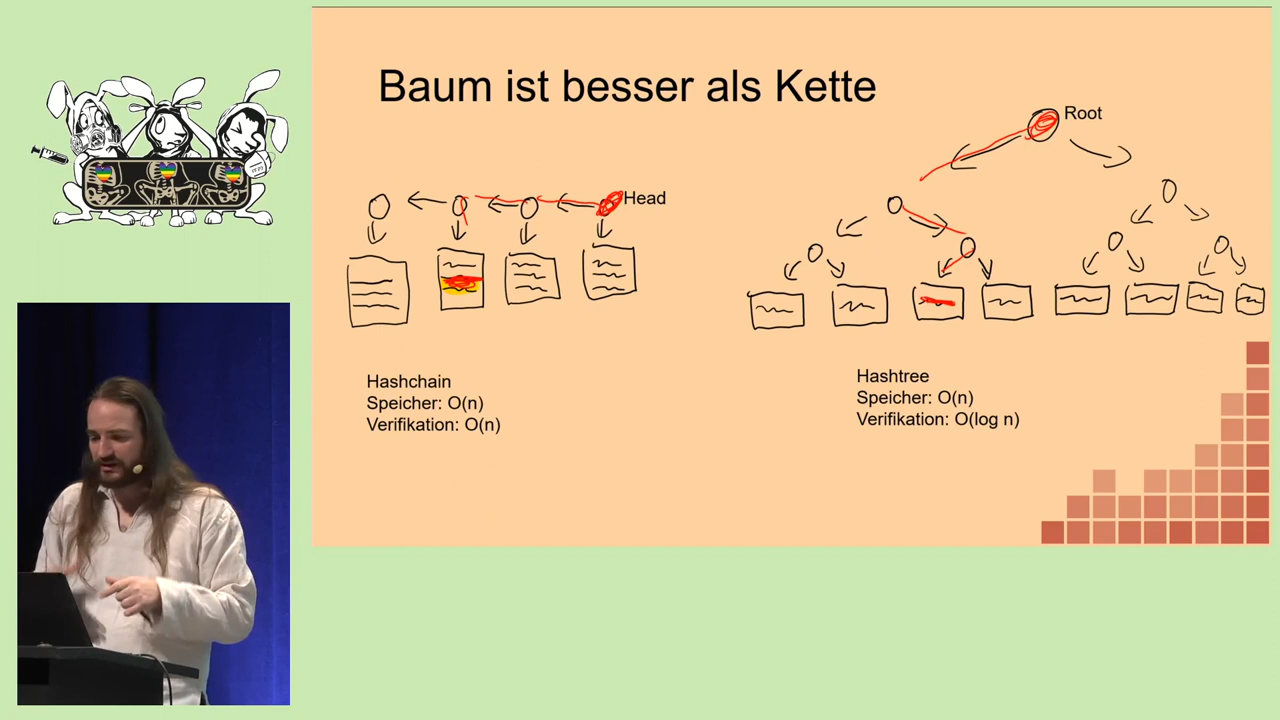 Baum ist besser als Kette
Root
Head
Hashchain
Speicher: O(n)
Verifikation: O(n)
Hashtree
Speicher: O(n)
Verifikation: O(log n)